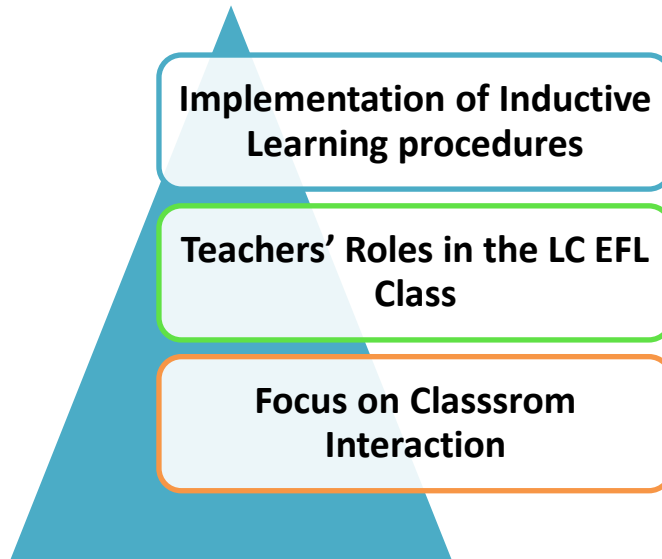 Implementation of Inductive
Learning procedures
Teachers’ Roles in the LC EFL
Class
Focus on Classsrom
Interaction